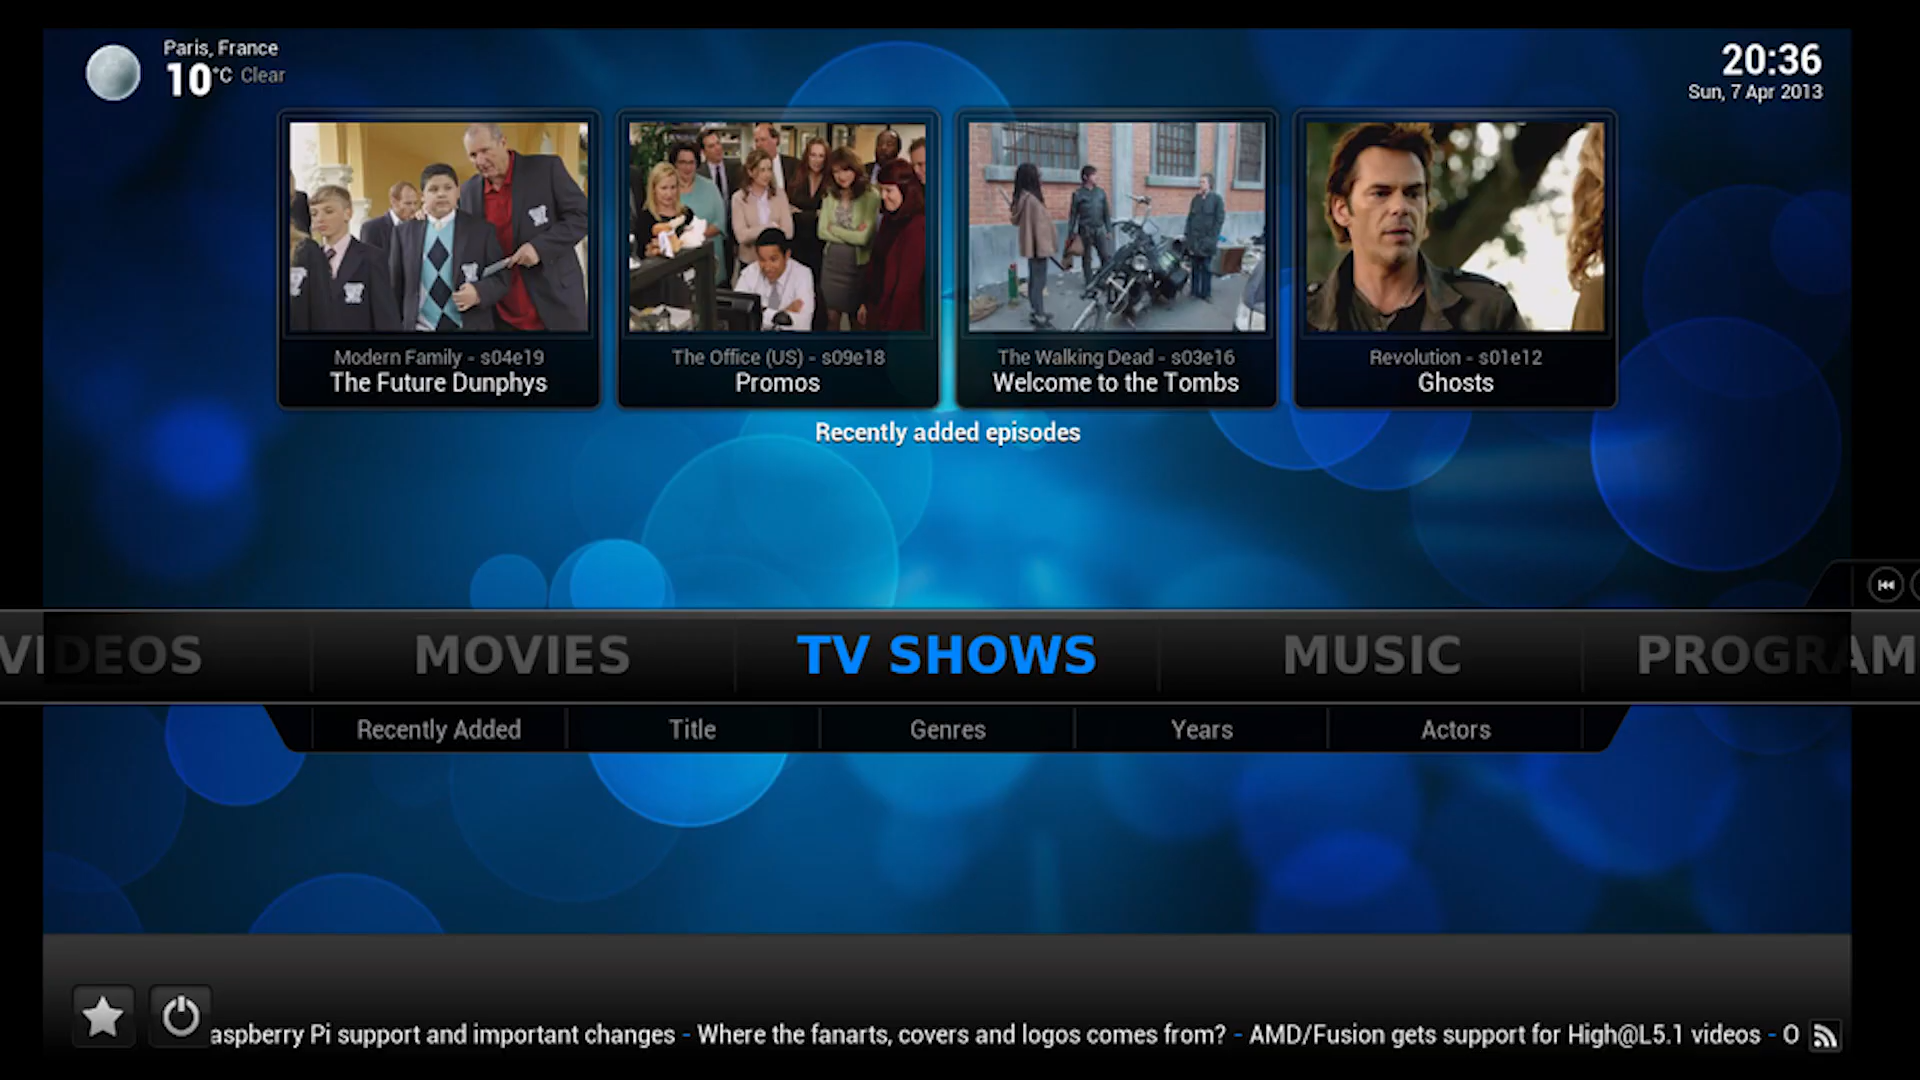 Paris, France
10°C Clear
20:36
Sun, 7 Apr 2013
Modern Family - s04e19
The Future Dunphys
The Office (US) - s09e18
Promos
The Walking Dead - s03e16
Welcome to the Tombs
Revolution - s01e12
Ghosts
Recently added episodes
VIDEOS
MOVIES
TV SHOWS
MUSIC
PROGRAM
Recently Added
Title
Genres
Years
Actors
aspberry Pi support and important changes - Where the fanarts, covers and logos comes from? - AMD/Fusion gets support for High@L5.1 videos - O